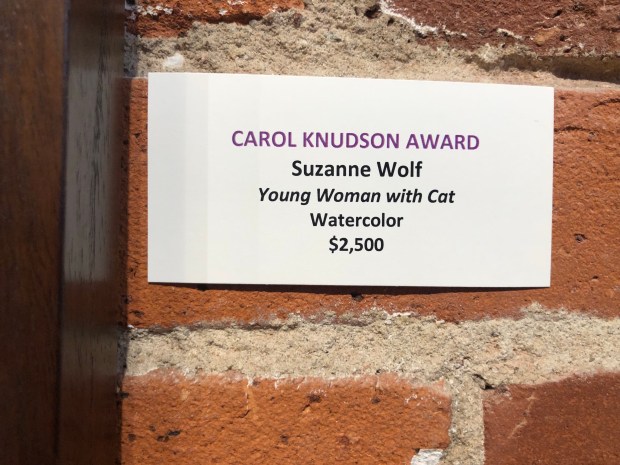 CAROL KNUDSON AWARD
Suzanne Wolf
Young Woman with Cat
Watercolor
$2,500